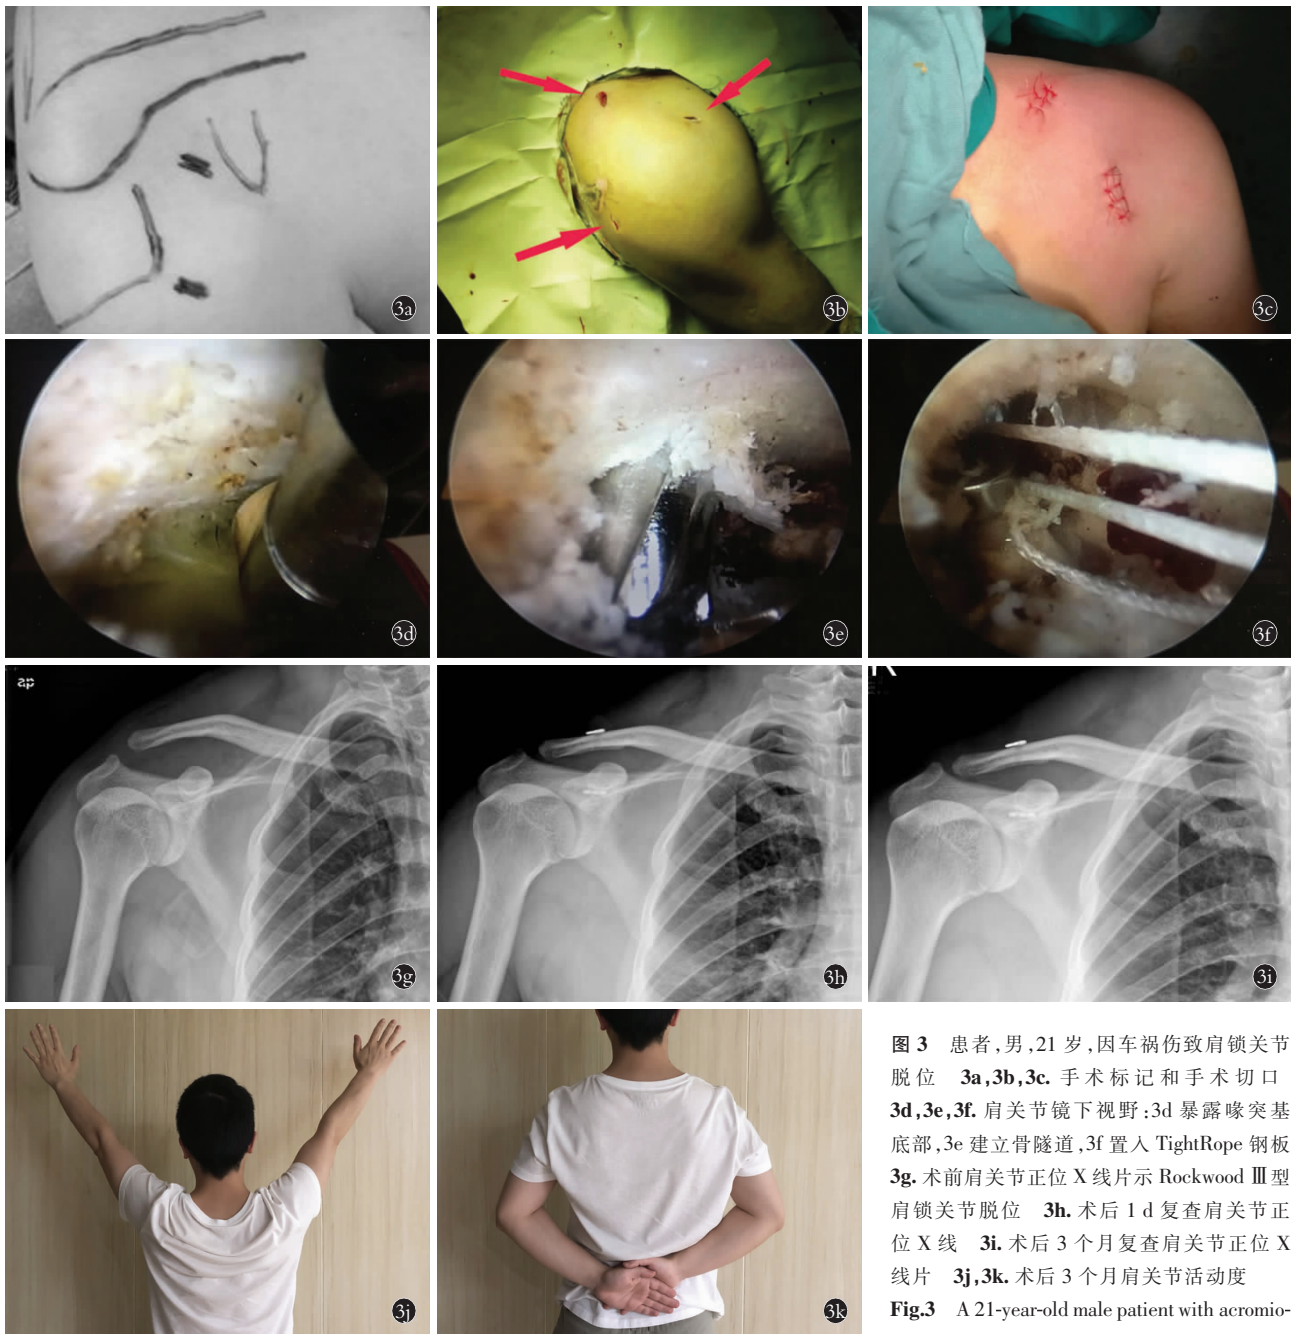 3a
3b
3c
3d
3e
3f
ap
3g
3h
3i
3j
3k
图 3 患者,男,21 岁,因车祸伤致肩锁关节
脱位 3a,3b,3c. 手术标记和手术切口
3d,3e,3f. 肩关节镜下视野:3d 暴露喙突基
底部,3e 建立骨隧道,3f 置入 TightRope 钢板
3g. 术前肩关节正位 X 线片示 Rockwood Ⅲ型
肩锁关节脱位 3h. 术后 1 d 复查肩关节正
位 X 线 3i. 术后 3 个月复查肩关节正位 X
线片 3j,3k. 术后 3 个月肩关节活动度
Fig.3 A 21-year-old male patient with acromio-